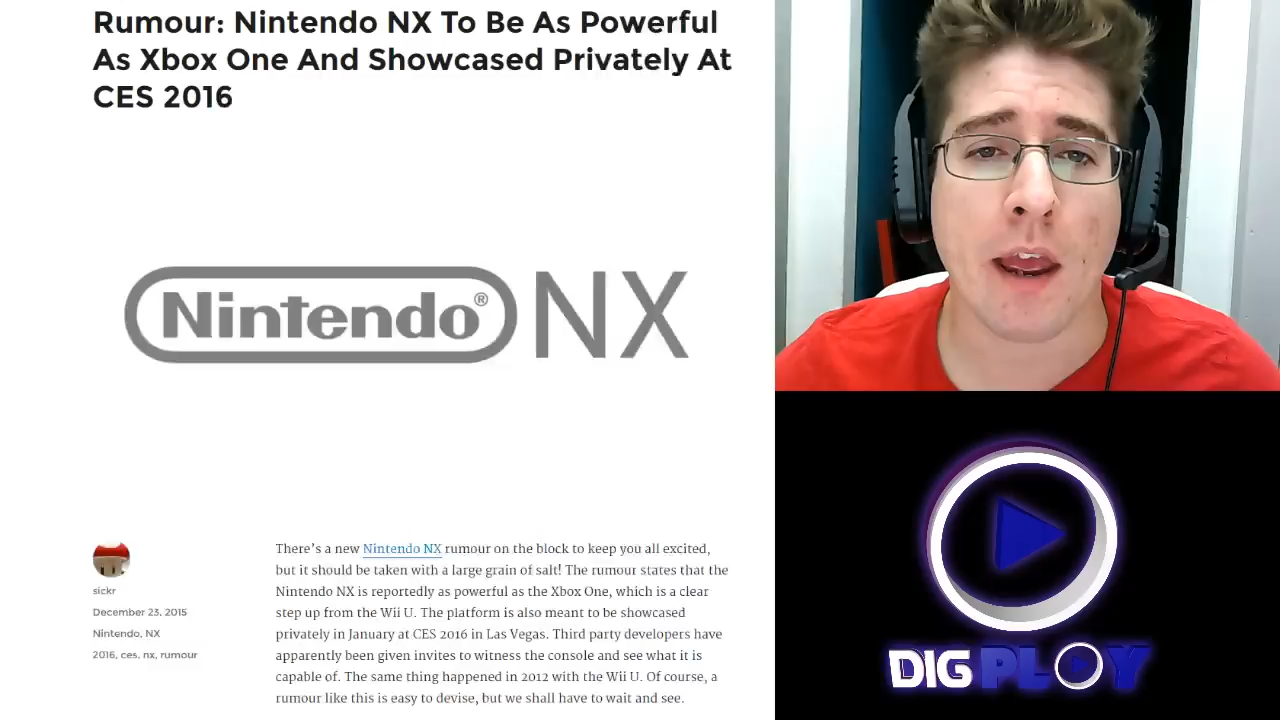 Rumour: Nintendo NX To Be As Powerful
As Xbox One And Showcased Privately At
CES 2016
Nintendo® NX
There's a new Nintendo NX rumour on the block to keep you all excited,
but it should be taken with a large grain of salt! The rumour states that the
Nintendo NX is reportedly as powerful as the Xbox One, which is a clear
step up from the Wii U. The platform is also meant to be showcased
privately in January at CES 2016 in Las Vegas. Third party developers have
apparently been given invites to witness the console and see what it is
capable of. The same thing happened in 2012 with the Wii U. Of course, a
rumour like this is easy to devise, but we shall have to wait and see.
sickr
December 23, 2015
Nintendo, NX
2016, ces, nx, rumour
DIG PLOY